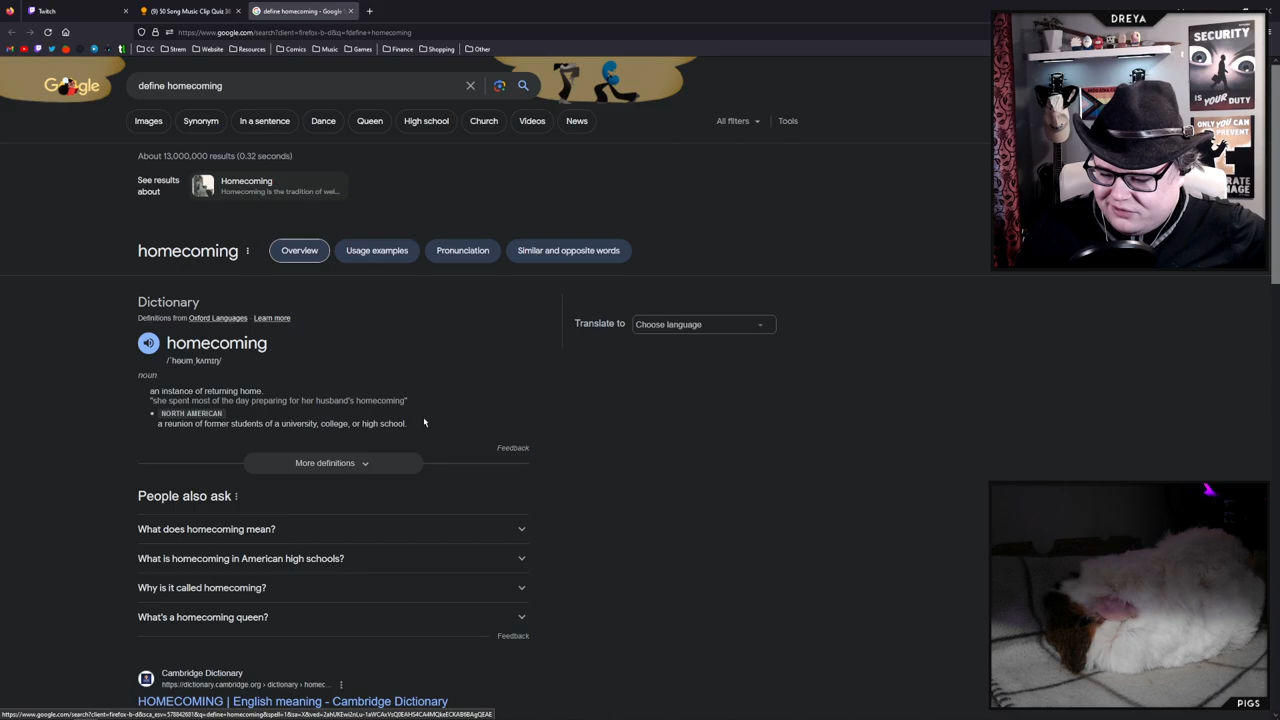 Twitch
(9) 50 Song Music Clip Quiz 36
define homecoming - Google S
https://www.google.com/search?client=firefox-b-d&q=fdefine+homecoming
CC
Strem
Website
Resources
Comics
Music
Games
Finance
Shopping
Other
DREYA
SECURITY
IS YOUR DUTY
ONLY YOU CAN
PREVENT
Google
define homecoming
Images
Synonym
In a sentence
Dance
Queen
High school
Church
Videos
News
All filters
Tools
About 13,000,000 results (0.32 seconds)
See results
about
Homecoming
Homecoming is the tradition of wel...
homecoming
Overview
Usage examples
Pronunciation
Similar and opposite words
Dictionary
Definitions from Oxford Languages · Learn more
Translate to
Choose language
homecoming
/ˈhəʊmˌkʌmɪŋ/
noun
an instance of returning home.
"she spent most of the day preparing for her husband's homecoming"
NORTH AMERICAN
a reunion of former students of a university, college, or high school.
Feedback
More definitions
People also ask
What does homecoming mean?
What is homecoming in American high schools?
Why is it called homecoming?
What's a homecoming queen?
Feedback
Cambridge Dictionary
https://dictionary.cambridge.org › dictionary › homec...
HOMECOMING | English meaning - Cambridge Dictionary
PIGS